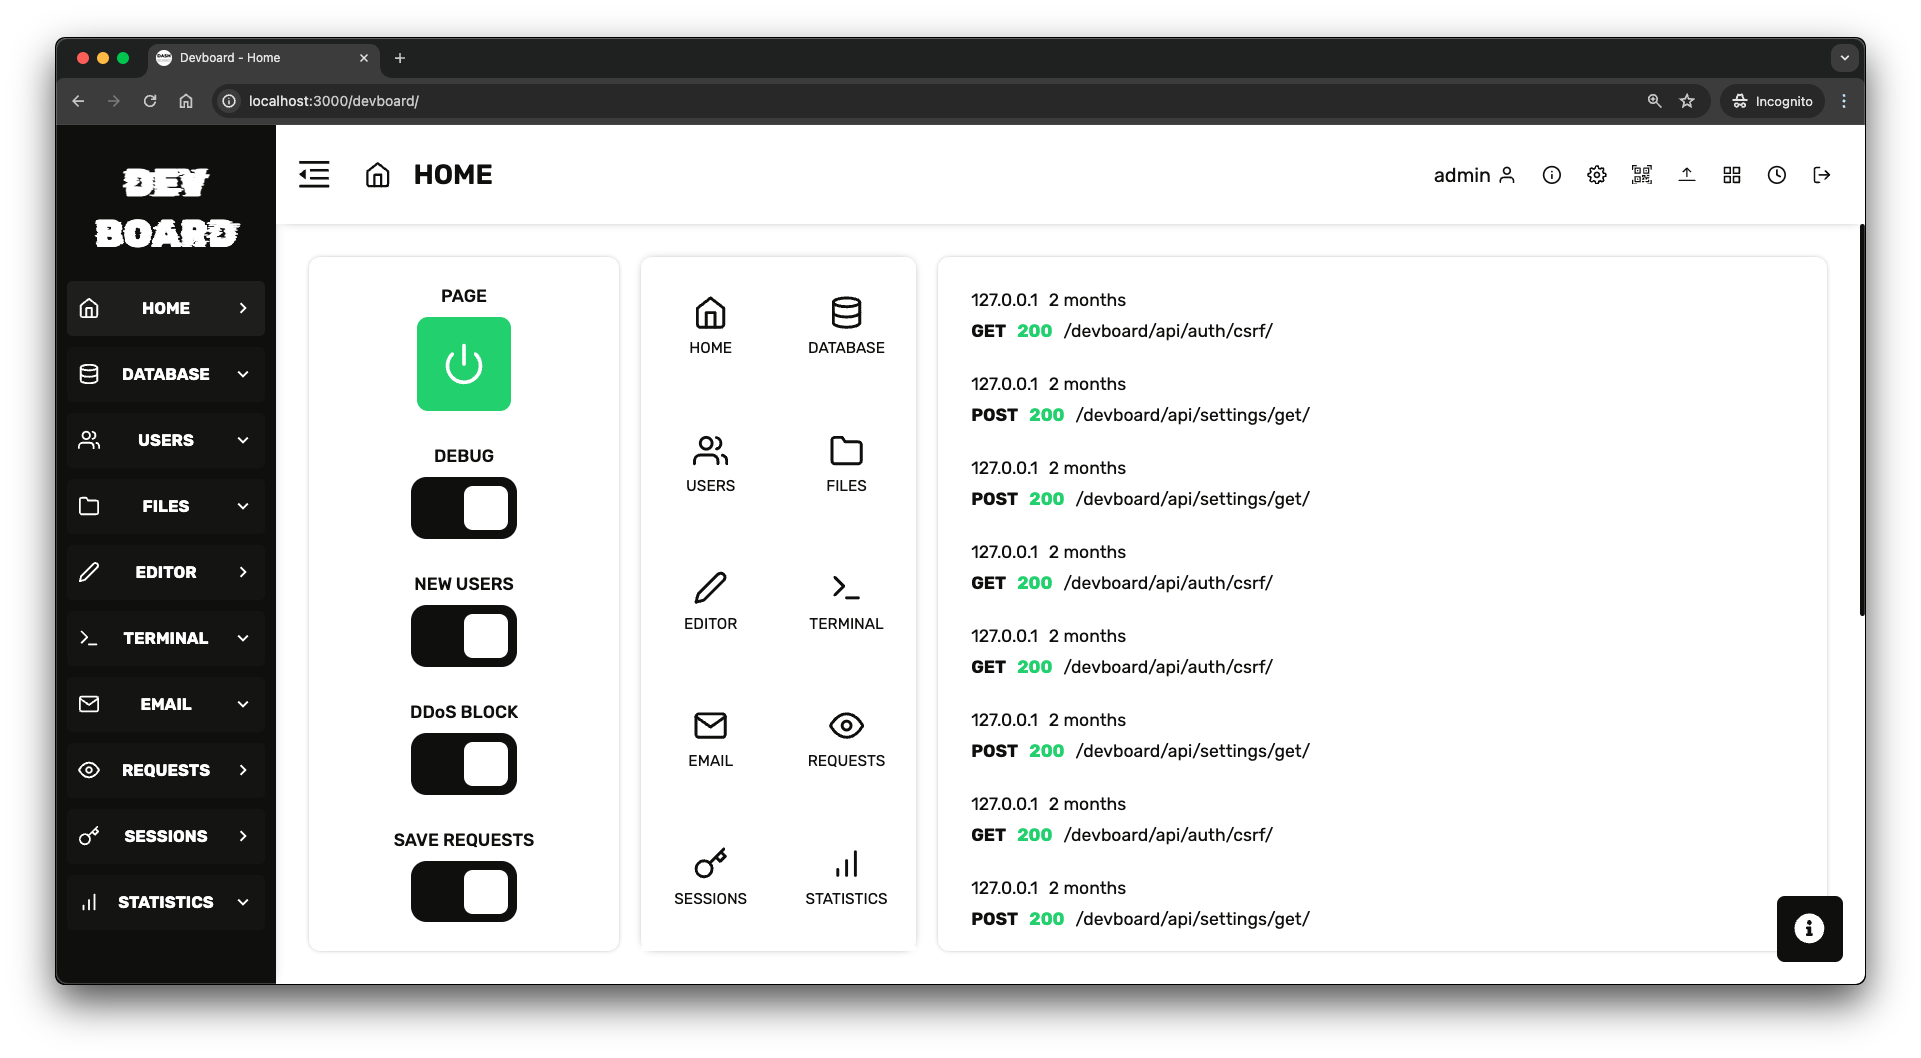 Devboard - Home
localhost:3000/devboard/
Incognito
DEV
BOARD
HOME
DATABASE
USERS
FILES
EDITOR
TERMINAL
EMAIL
REQUESTS
SESSIONS
STATISTICS
HOME
admin
PAGE
DEBUG
NEW USERS
DDoS BLOCK
SAVE REQUESTS
HOME DATABASE
USERS FILES
EDITOR TERMINAL
EMAIL REQUESTS
SESSIONS STATISTICS
127.0.0.1 2 months
GET 200 /devboard/api/auth/csrf/
127.0.0.1 2 months
POST 200 /devboard/api/settings/get/
127.0.0.1 2 months
POST 200 /devboard/api/settings/get/
127.0.0.1 2 months
GET 200 /devboard/api/auth/csrf/
127.0.0.1 2 months
GET 200 /devboard/api/auth/csrf/
127.0.0.1 2 months
POST 200 /devboard/api/settings/get/
127.0.0.1 2 months
GET 200 /devboard/api/auth/csrf/
127.0.0.1 2 months
POST 200 /devboard/api/settings/get/